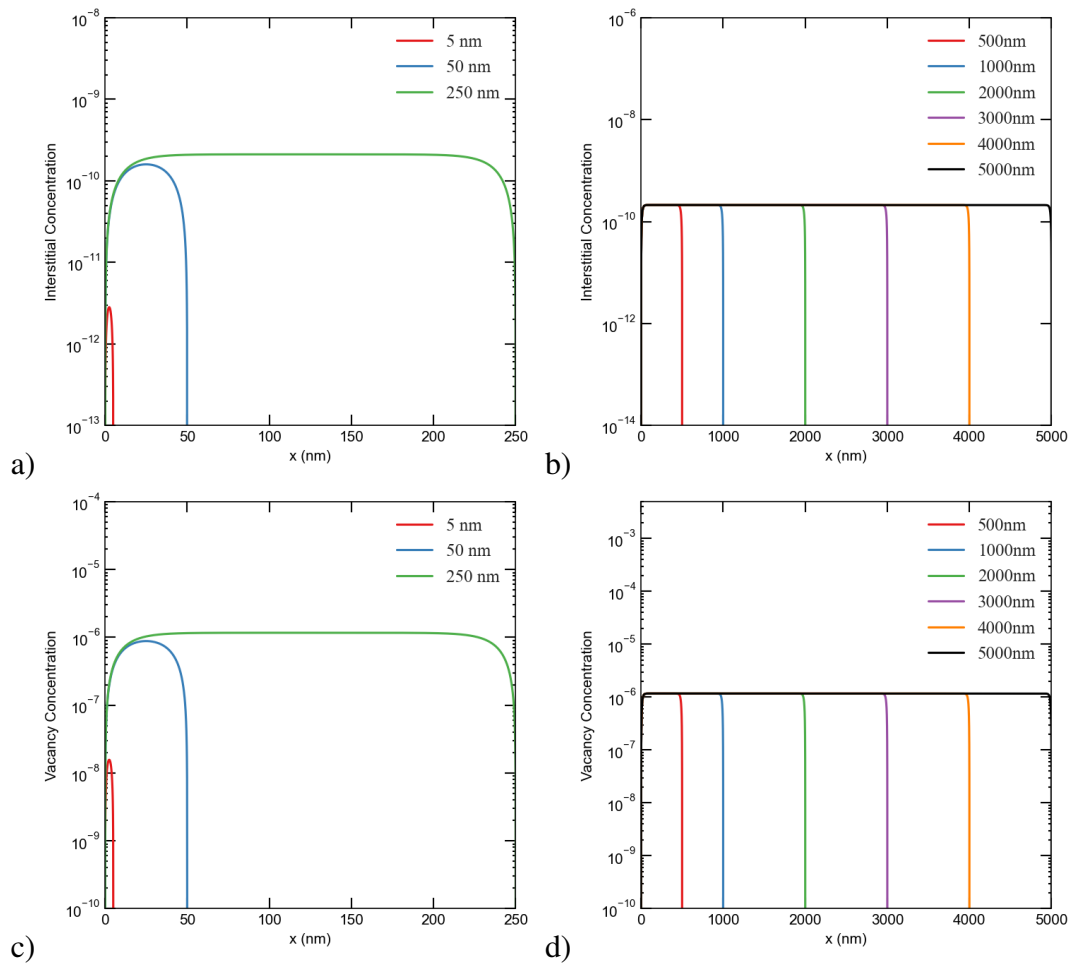 10⁻⁸
10⁻⁹
10⁻¹⁰
10⁻¹¹
10⁻¹²
10⁻¹³
Interstitial Concentration
5 nm
50 nm
250 nm
0 50 100 150 200 250
x (nm)
a)
10⁻⁶
10⁻⁸
10⁻¹⁰
10⁻¹²
10⁻¹⁴
Interstitial Concentration
500nm
1000nm
2000nm
3000nm
4000nm
5000nm
0 1000 2000 3000 4000 5000
x (nm)
b)
10⁻⁴
10⁻⁵
10⁻⁶
10⁻⁷
10⁻⁸
10⁻⁹
10⁻¹⁰
Vacancy Concentration
5 nm
50 nm
250 nm
0 50 100 150 200 250
x (nm)
c)
10⁻³
10⁻⁴
10⁻⁵
10⁻⁶
10⁻⁷
10⁻⁸
10⁻⁹
10⁻¹⁰
Vacancy Concentration
500nm
1000nm
2000nm
3000nm
4000nm
5000nm
0 1000 2000 3000 4000 5000
x (nm)
d)